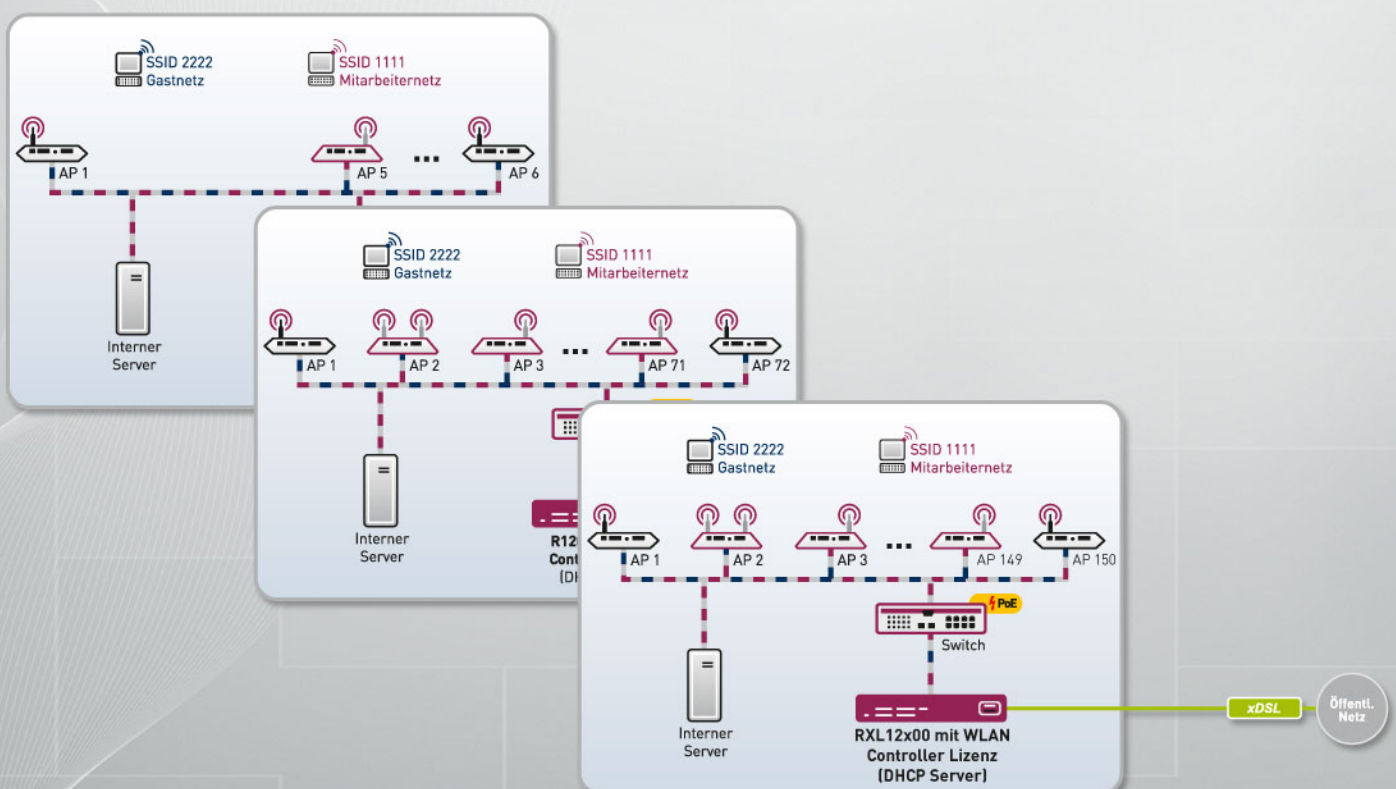 SSID 2222
Gastnetz
SSID 1111
Mitarbeiternetz
AP 1
AP 5
...
AP 6
Interner
Server
SSID 2222
Gastnetz
SSID 1111
Mitarbeiternetz
AP 1
AP 2
AP 3
...
AP 71
AP 72
Interner
Server
R12
Cont
(DH
SSID 2222
Gastnetz
SSID 1111
Mitarbeiternetz
AP 1
AP 2
AP 3
...
AP 149
AP 150
PoE
Switch
Interner
Server
RXL12x00 mit WLAN
Controller Lizenz
(DHCP Server)
xDSL
Öffentl.
Netz